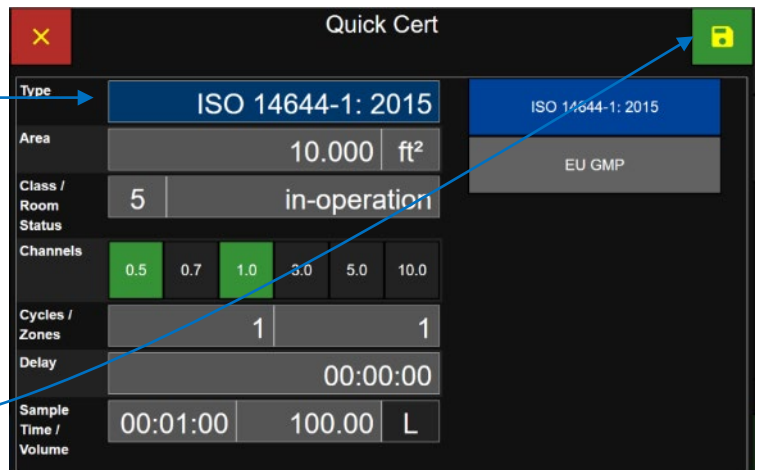 Quick Cert
Type
ISO 14644-1: 2015
ISO 14644-1: 2015
Area
10.000 ft²
EU GMP
Class /
Room
Status
5 in-operation
Channels
0.5 0.7 1.0 3.0 5.0 10.0
Cycles /
Zones
1 1
Delay
00:00:00
Sample
Time /
Volume
00:01:00 100.00 L